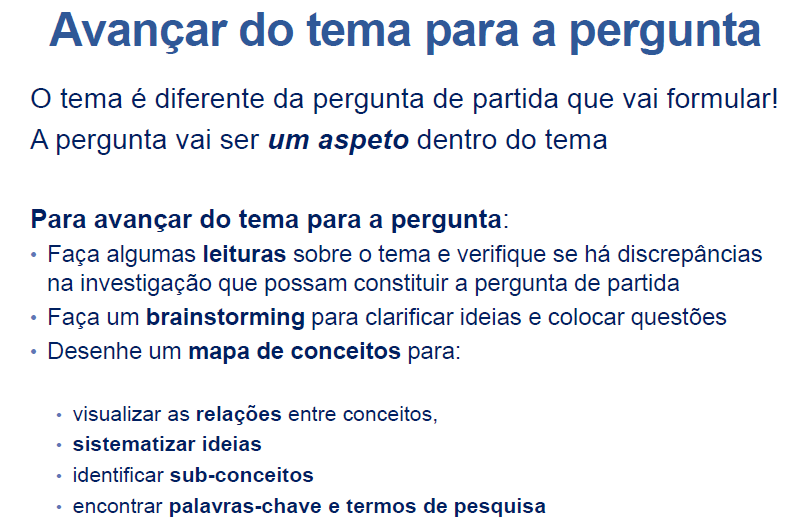 Avançar do tema para a pergunta
O tema é diferente da pergunta de partida que vai formular!
A pergunta vai ser um aspeto dentro do tema
Para avançar do tema para a pergunta:
• Faça algumas leituras sobre o tema e verifique se há discrepâncias
na investigação que possam constituir a pergunta de partida
• Faça um brainstorming para clarificar ideias e colocar questões
• Desenhe um mapa de conceitos para:
• visualizar as relações entre conceitos,
• sistematizar ideias
• identificar sub-conceitos
• encontrar palavras-chave e termos de pesquisa